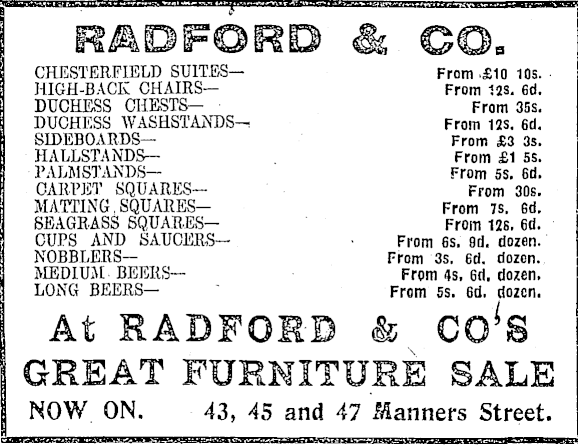 RADFORD & CO.
CHESTERFIELD SUITES— From £10 10s.
HIGH-BACK CHAIRS— From 12s. 6d.
DUCHESS CHESTS— From 35s.
DUCHESS WASHSTANDS— From 12s. 6d.
SIDEBOARDS— From £3 3s.
HALLSTANDS— From £1 5s.
PALMSTANDS— From 5s. 6d.
CARPET SQUARES— From 30s.
MATTING SQUARES— From 7s. 6d.
SEAGRASS SQUARES— From 12s. 6d.
CUPS AND SAUCERS— From 6s. 9d. dozen.
NOBBLERS— From 3s. 6d. dozen.
MEDIUM BEERS— From 4s. 6d. dozen.
LONG BEERS— From 5s. 6d. dozen.
At RADFORD & CO'S
GREAT FURNITURE SALE
NOW ON. 43, 45 and 47 Manners Street.